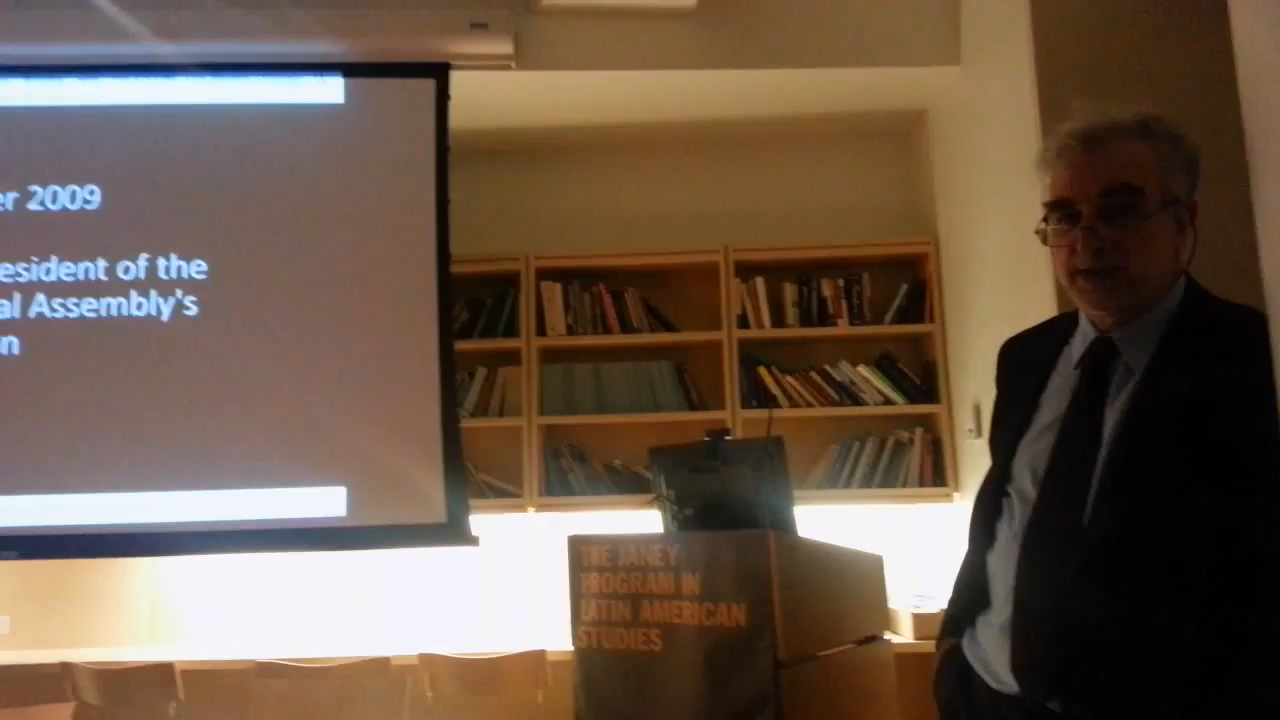 er 2009
esident of the
al Assembly's
n
THE JANEY
PROGRAM IN
LATIN AMERICAN
STUDIES